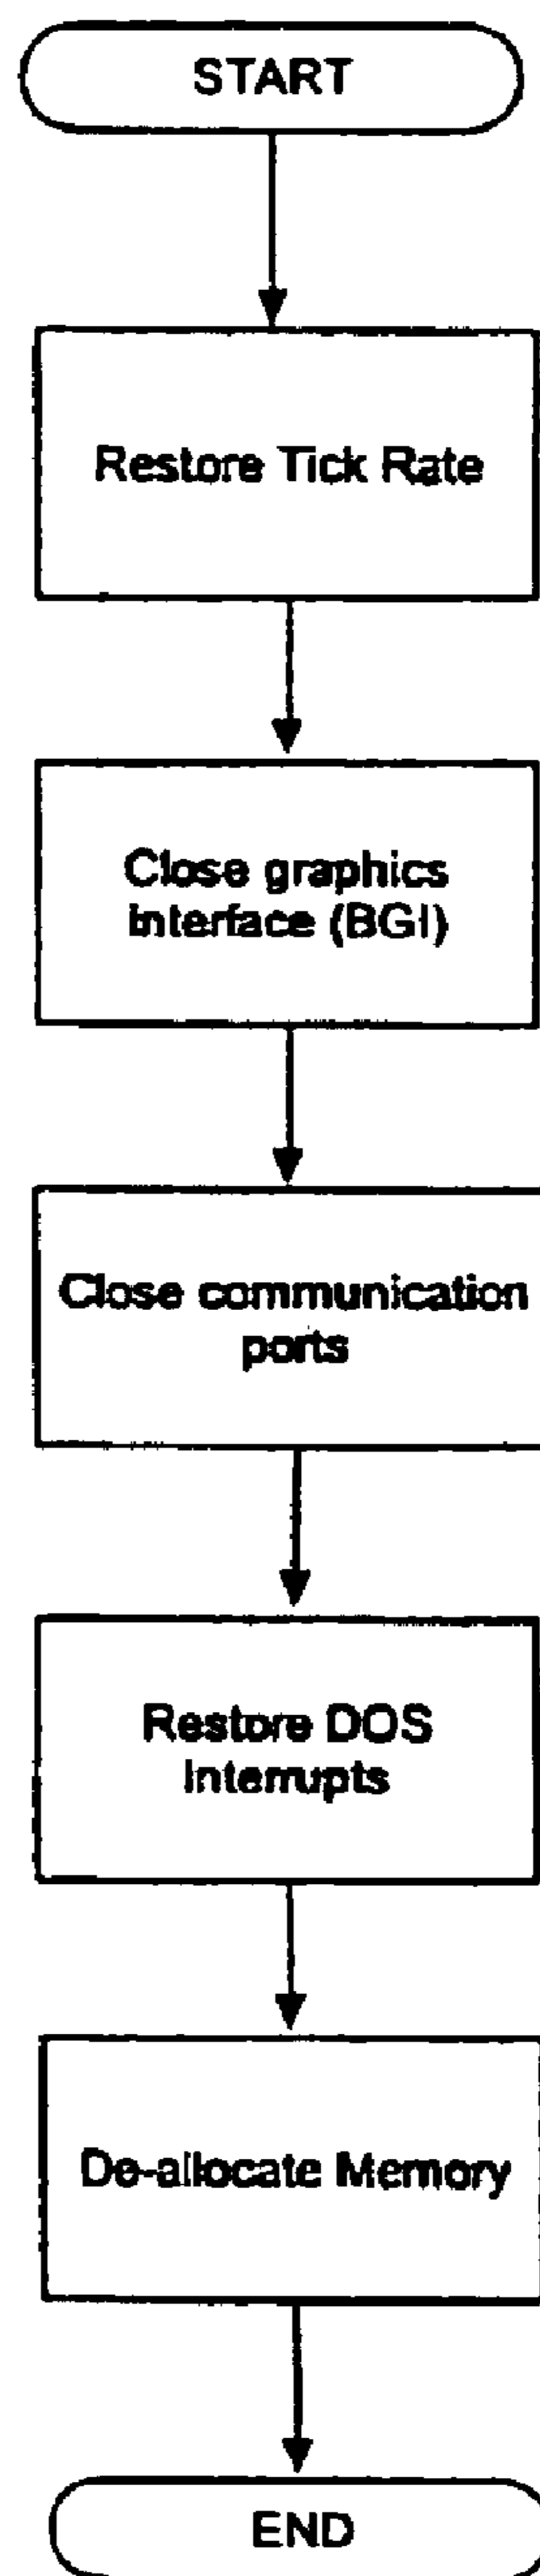 START
Restore Tick Rate
Close graphics
interface (BGI)
Close communication
ports
Restore DOS
Interrupts
De-allocate Memory
END